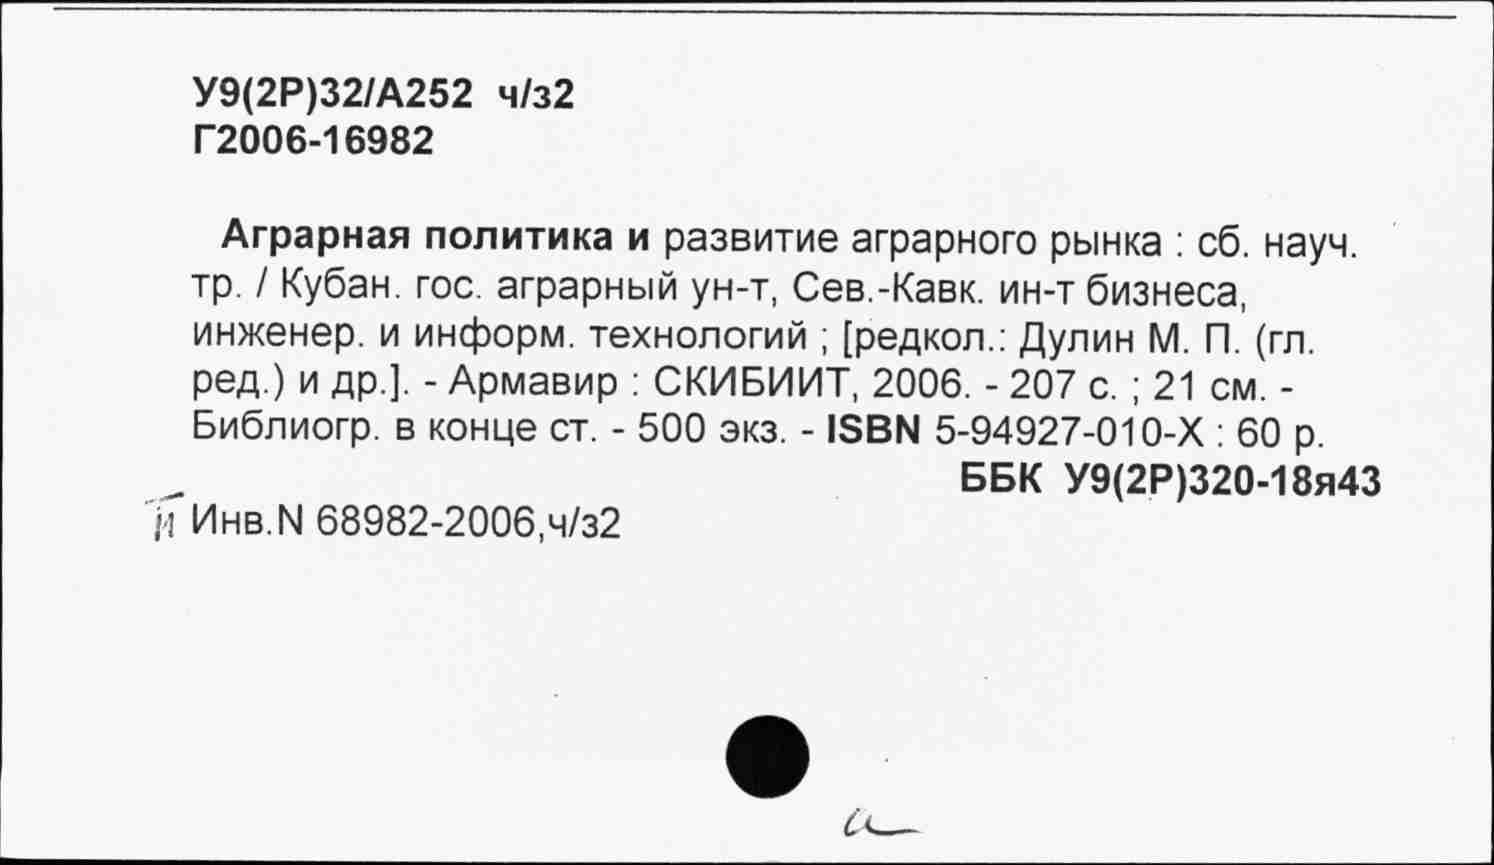 У9(2Р)32/А252 ч/з2
Г2006-16982
Аграрная политика и развитие аграрного рынка : сб. науч.
тр. / Кубан. гос. аграрный ун-т, Сев.-Кавк. ин-т бизнеса,
инженер. и информ. технологий ; [редкол.: Дулин М. П. (гл.
ред.) и др.]. - Армавир : СКИБИИТ, 2006. - 207 с. ; 21 см. -
Библиогр. в конце ст. - 500 экз. - ISBN 5-94927-010-X : 60 р.
ББК У9(2Р)320-18я43
Инв.N 68982-2006,ч/з2
а